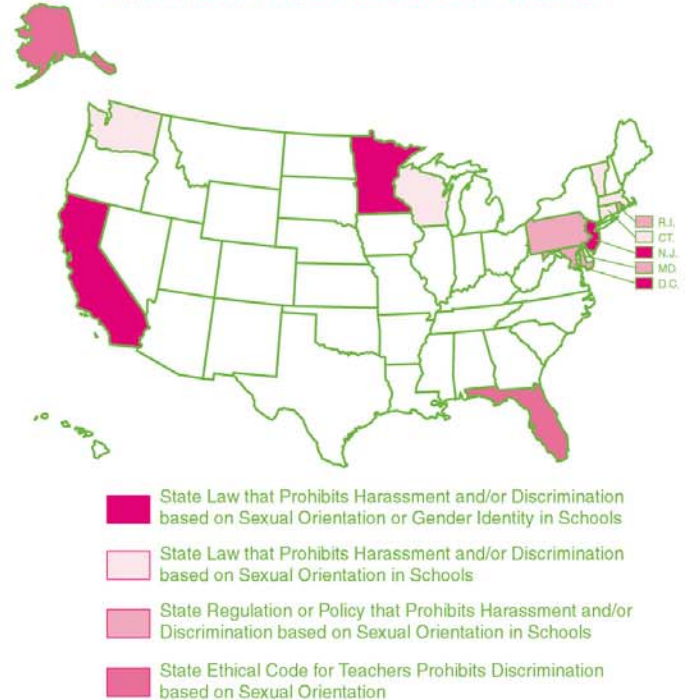 R.I.
CT.
N.J.
MD.
D.C.
State Law that Prohibits Harassment and/or Discrimination
based on Sexual Orientation or Gender Identity in Schools
State Law that Prohibits Harassment and/or Discrimination
based on Sexual Orientation in Schools
State Regulation or Policy that Prohibits Harassment and/or
Discrimination based on Sexual Orientation in Schools
State Ethical Code for Teachers Prohibits Discrimination
based on Sexual Orientation